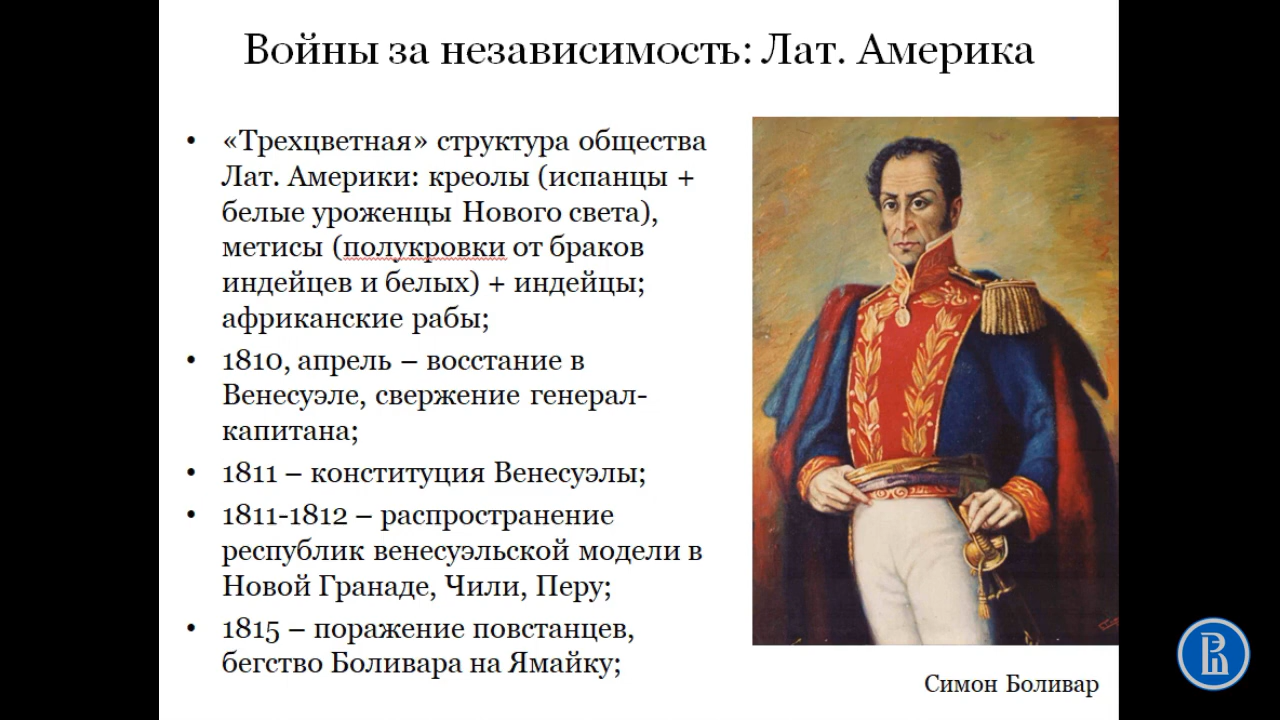 Войны за независимость: Лат. Америка
• «Трехцветная» структура общества
Лат. Америки: креолы (испанцы +
белые уроженцы Нового света),
метисы (полукровки от браков
индейцев и белых) + индейцы;
африканские рабы;
• 1810, апрель – восстание в
Венесуэле, свержение генерал-
капитана;
• 1811 – конституция Венесуэлы;
• 1811-1812 – распространение
республик венесуэльской модели в
Новой Гранаде, Чили, Перу;
• 1815 – поражение повстанцев,
бегство Боливара на Ямайку;
Симон Боливар